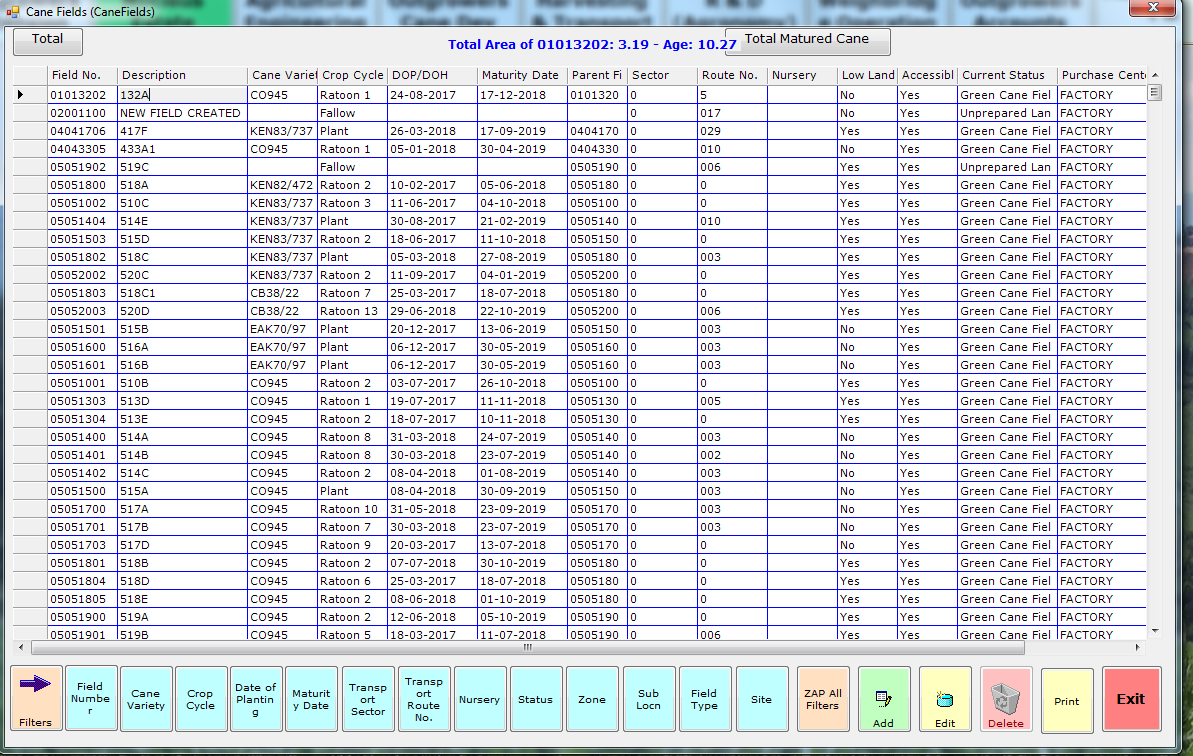 Cane Fields (CaneFields)
Total
Total Area of 01013202: 3.19 - Age: 10.27
Total Matured Cane
Field No. Description Cane Variet Crop Cycle DOP/DOH Maturity Date Parent Fi Sector Route No. Nursery Low Land Accessibl Current Status Purchase Cente
01013202 132A CO945 Ratoon 1 24-08-2017 17-12-2018 0101320 0 5 No Yes Green Cane Fiel FACTORY
02001100 NEW FIELD CREATED Fallow 0 017 No Yes Unprepared Lan FACTORY
04041706 417F KEN83/737 Plant 26-03-2018 17-09-2019 0404170 0 029 Yes Yes Green Cane Fiel FACTORY
04043305 433A1 CO945 Ratoon 1 05-01-2018 30-04-2019 0404330 0 010 No Yes Green Cane Fiel FACTORY
05051902 519C Fallow 0505190 0 006 Yes Yes Unprepared Lan FACTORY
05051800 518A KEN82/472 Ratoon 2 10-02-2017 05-06-2018 0505180 0 0 Yes Yes Green Cane Fiel FACTORY
05051002 510C KEN83/737 Ratoon 3 11-06-2017 04-10-2018 0505100 0 0 Yes Yes Green Cane Fiel FACTORY
05051404 514E KEN83/737 Plant 30-08-2017 21-02-2019 0505140 0 010 Yes Yes Green Cane Fiel FACTORY
05051503 515D KEN83/737 Ratoon 2 18-06-2017 11-10-2018 0505150 0 0 Yes Yes Green Cane Fiel FACTORY
05051802 518C KEN83/737 Plant 05-03-2018 27-08-2019 0505180 0 003 Yes Yes Green Cane Fiel FACTORY
05052002 520C KEN83/737 Ratoon 2 11-09-2017 04-01-2019 0505200 0 0 Yes Yes Green Cane Fiel FACTORY
05051803 518C1 CB38/22 Ratoon 7 25-03-2017 18-07-2018 0505180 0 0 Yes Yes Green Cane Fiel FACTORY
05052003 520D CB38/22 Ratoon 13 29-06-2018 22-10-2019 0505200 0 006 Yes Yes Green Cane Fiel FACTORY
05051501 515B EAK70/97 Plant 20-12-2017 13-06-2019 0505150 0 003 No Yes Green Cane Fiel FACTORY
05051600 516A EAK70/97 Plant 06-12-2017 30-05-2019 0505160 0 003 No Yes Green Cane Fiel FACTORY
05051601 516B EAK70/97 Plant 06-12-2017 30-05-2019 0505160 0 003 No Yes Green Cane Fiel FACTORY
05051001 510B CO945 Ratoon 2 03-07-2017 26-10-2018 0505100 0 0 Yes Yes Green Cane Fiel FACTORY
05051303 513D CO945 Ratoon 1 19-07-2017 11-11-2018 0505130 0 005 Yes Yes Green Cane Fiel FACTORY
05051304 513E CO945 Ratoon 2 18-07-2017 10-11-2018 0505130 0 0 Yes Yes Green Cane Fiel FACTORY
05051400 514A CO945 Ratoon 8 31-03-2018 24-07-2019 0505140 0 003 No Yes Green Cane Fiel FACTORY
05051401 514B CO945 Ratoon 8 30-03-2018 23-07-2019 0505140 0 002 No Yes Green Cane Fiel FACTORY
05051402 514C CO945 Ratoon 2 08-04-2018 01-08-2019 0505140 0 003 No Yes Green Cane Fiel FACTORY
05051500 515A CO945 Plant 08-04-2018 30-09-2019 0505150 0 003 No Yes Green Cane Fiel FACTORY
05051700 517A CO945 Ratoon 10 31-05-2018 23-09-2019 0505170 0 003 No Yes Green Cane Fiel FACTORY
05051701 517B CO945 Ratoon 7 30-03-2018 23-07-2019 0505170 0 003 No Yes Green Cane Fiel FACTORY
05051703 517D CO945 Ratoon 9 20-03-2017 13-07-2018 0505170 0 0 No Yes Green Cane Fiel FACTORY
05051801 518B CO945 Ratoon 2 07-07-2018 30-10-2019 0505180 0 0 Yes Yes Green Cane Fiel FACTORY
05051804 518D CO945 Ratoon 6 25-03-2017 18-07-2018 0505180 0 0 Yes Yes Green Cane Fiel FACTORY
05051805 518E CO945 Ratoon 2 08-06-2018 01-10-2019 0505180 0 0 Yes Yes Green Cane Fiel FACTORY
05051900 519A CO945 Ratoon 2 12-06-2018 05-10-2019 0505190 0 0 Yes Yes Green Cane Fiel FACTORY
05051901 519B CO945 Ratoon 5 18-03-2017 11-07-2018 0505190 0 006 Yes Yes Green Cane Fiel FACTORY
Filters
Field
Numbe
r
Cane
Variety
Crop
Cycle
Date of
Plantin
g
Maturit
y Date
Transp
ort
Sector
Transp
ort
Route
No.
Nursery
Status
Zone
Sub
Locn
Field
Type
Site
ZAP All
Filters
Add
Edit
Delete
Print
Exit